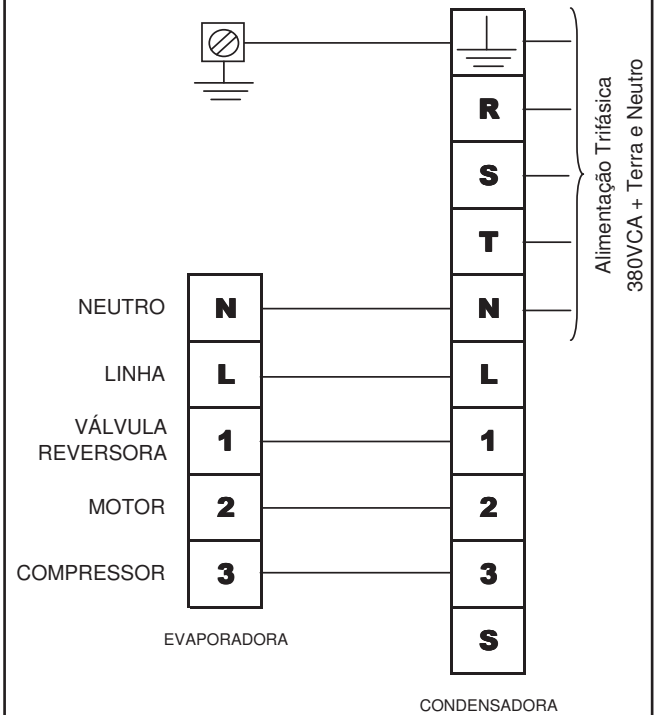 R
S
T
NEUTRO N N
LINHA L L
VÁLVULA
REVERSORA 1 1
MOTOR 2 2
COMPRESSOR 3 3
S
EVAPORADORA
CONDENSADORA
Alimentação Trifásica
380VCA + Terra e Neutro